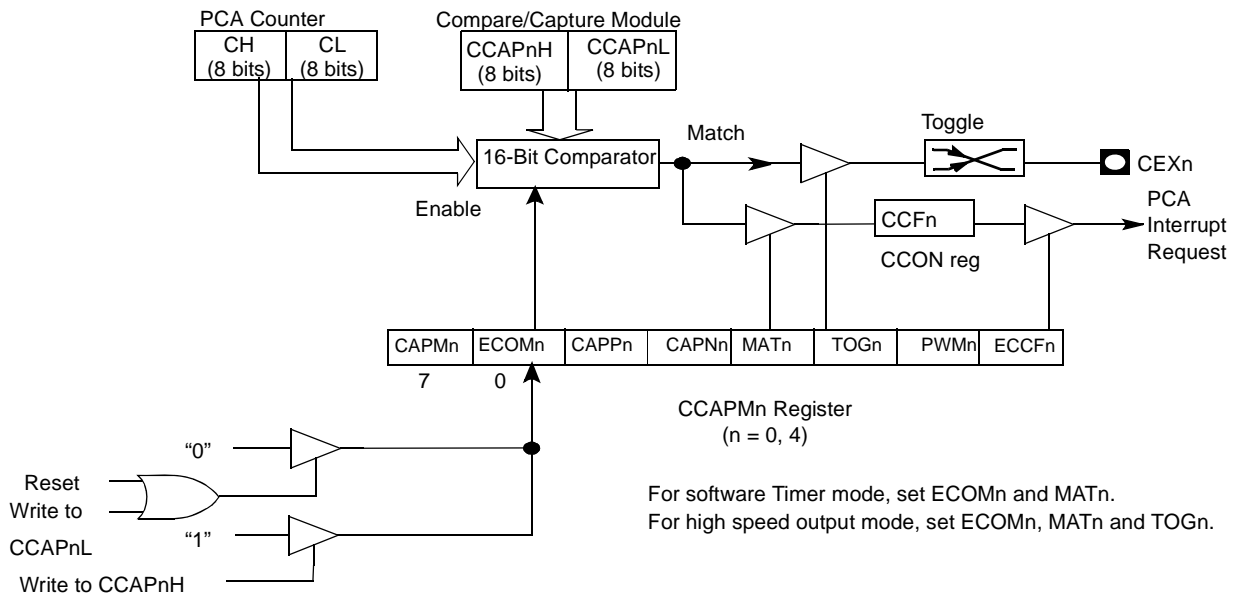 PCA Counter
CH
(8 bits)
CL
(8 bits)
Compare/Capture Module
CCAPnH
(8 bits)
CCAPnL
(8 bits)
16-Bit Comparator
Match
Toggle
CEXn
Enable
CCFn
CCON reg
PCA
Interrupt
Request
CAPMn
ECOMn
CAPPn
CAPNn
MATn
TOGn
PWMn
ECCFn
7
0
CCAPMn Register
(n = 0, 4)
“0”
Reset
Write to
CCAPnL
“1”
Write to CCAPnH
For software Timer mode, set ECOMn and MATn.
For high speed output mode, set ECOMn, MATn and TOGn.